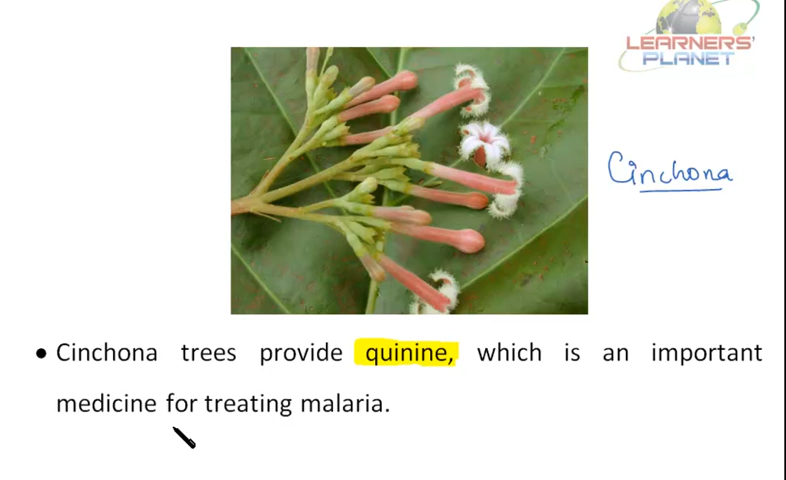 LEARNERS'
PLANET
Cinchona
• Cinchona trees provide quinine, which is an important
medicine for treating malaria.